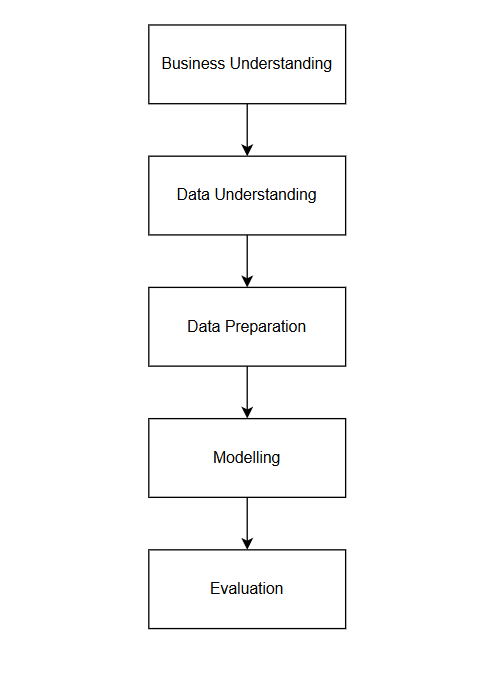 Business Understanding
Data Understanding
Data Preparation
Modelling
Evaluation